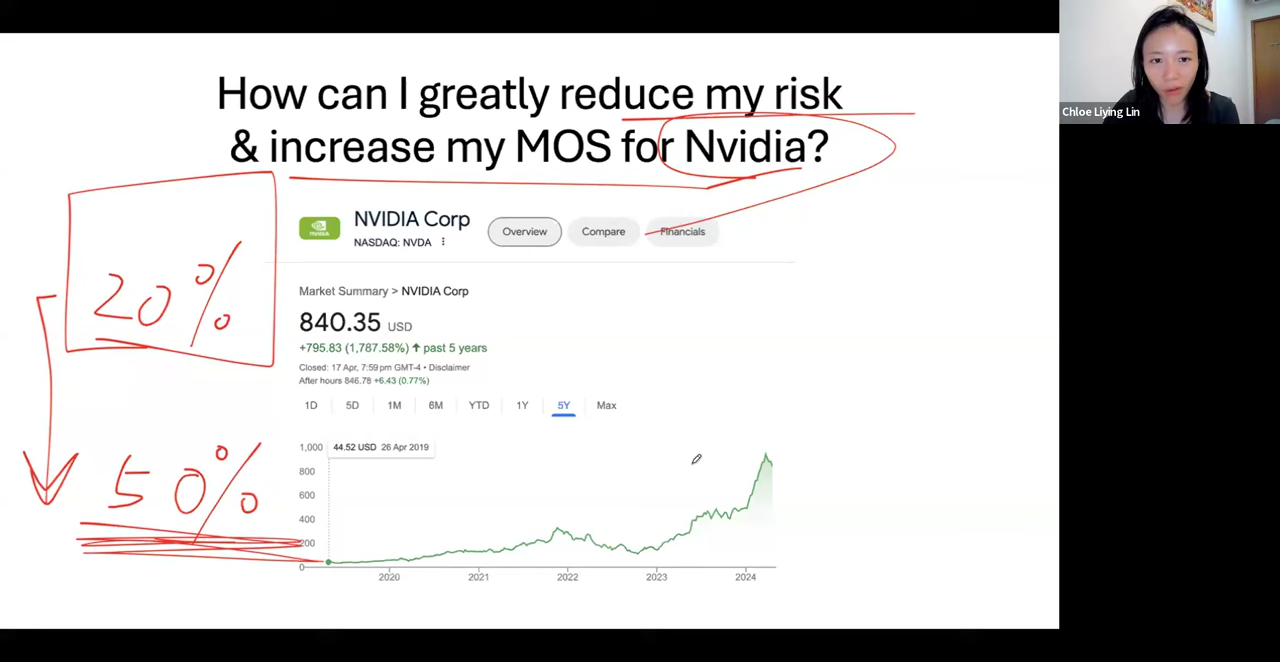 How can I greatly reduce my risk
& increase my MOS for Nvidia?
Chloe Liying Lin
20%
50%
NVIDIA
NVIDIA Corp
NASDAQ: NVDA
Overview
Compare
Financials
Market Summary > NVIDIA Corp
840.35 USD
+795.83 (1,787.58%) ↑ past 5 years
Closed: 17 Apr, 7:59 pm GMT-4 • Disclaimer
After hours 846.78 +6.43 (0.77%)
1D 5D 1M 6M YTD 1Y 5Y Max
44.52 USD 26 Apr 2019
1,000
800
600
400
200
0
2020 2021 2022 2023 2024